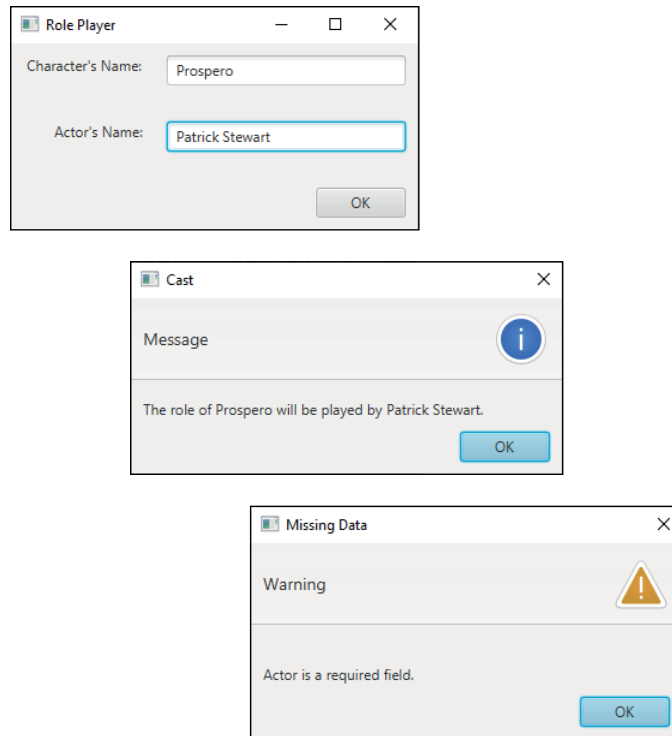 Role Player
Character's Name:
Prospero
Actor's Name:
Patrick Stewart
OK
Cast
Message
i
The role of Prospero will be played by Patrick Stewart.
OK
Missing Data
Warning
!
Actor is a required field.
OK